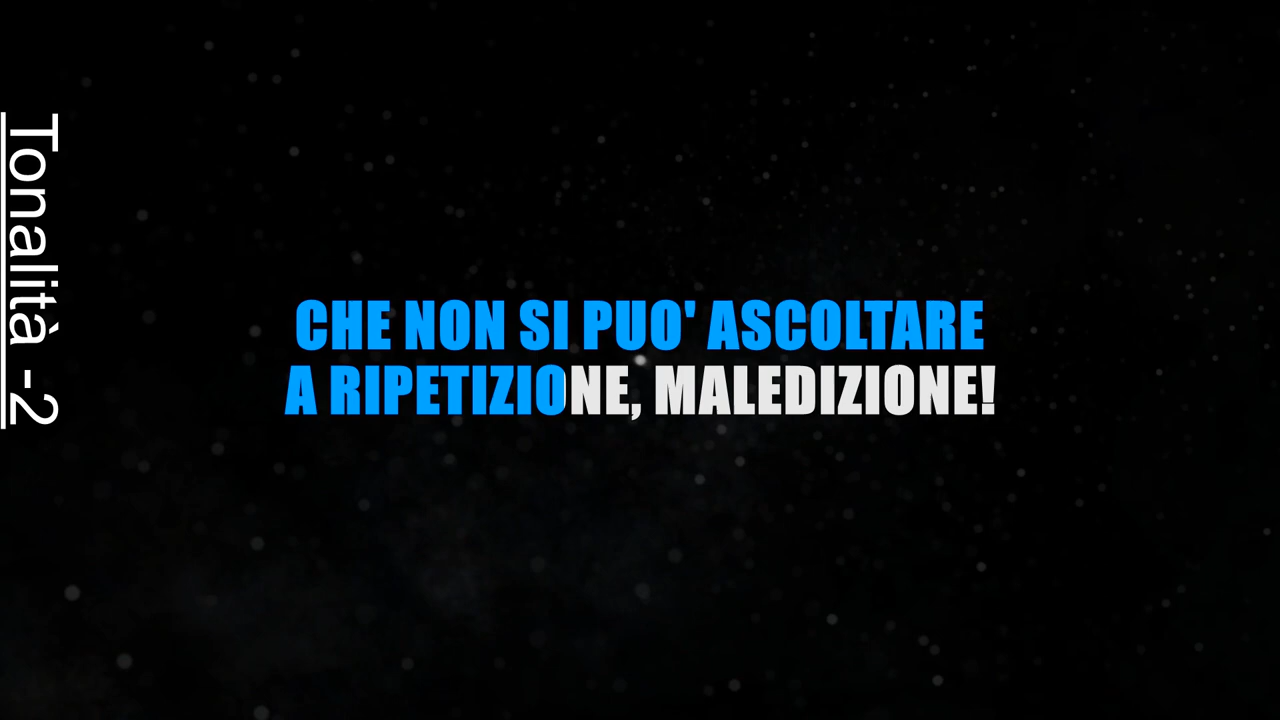 Tonalità -2
CHE NON SI PUO' ASCOLTARE
A RIPETIZIONE, MALEDIZIONE!